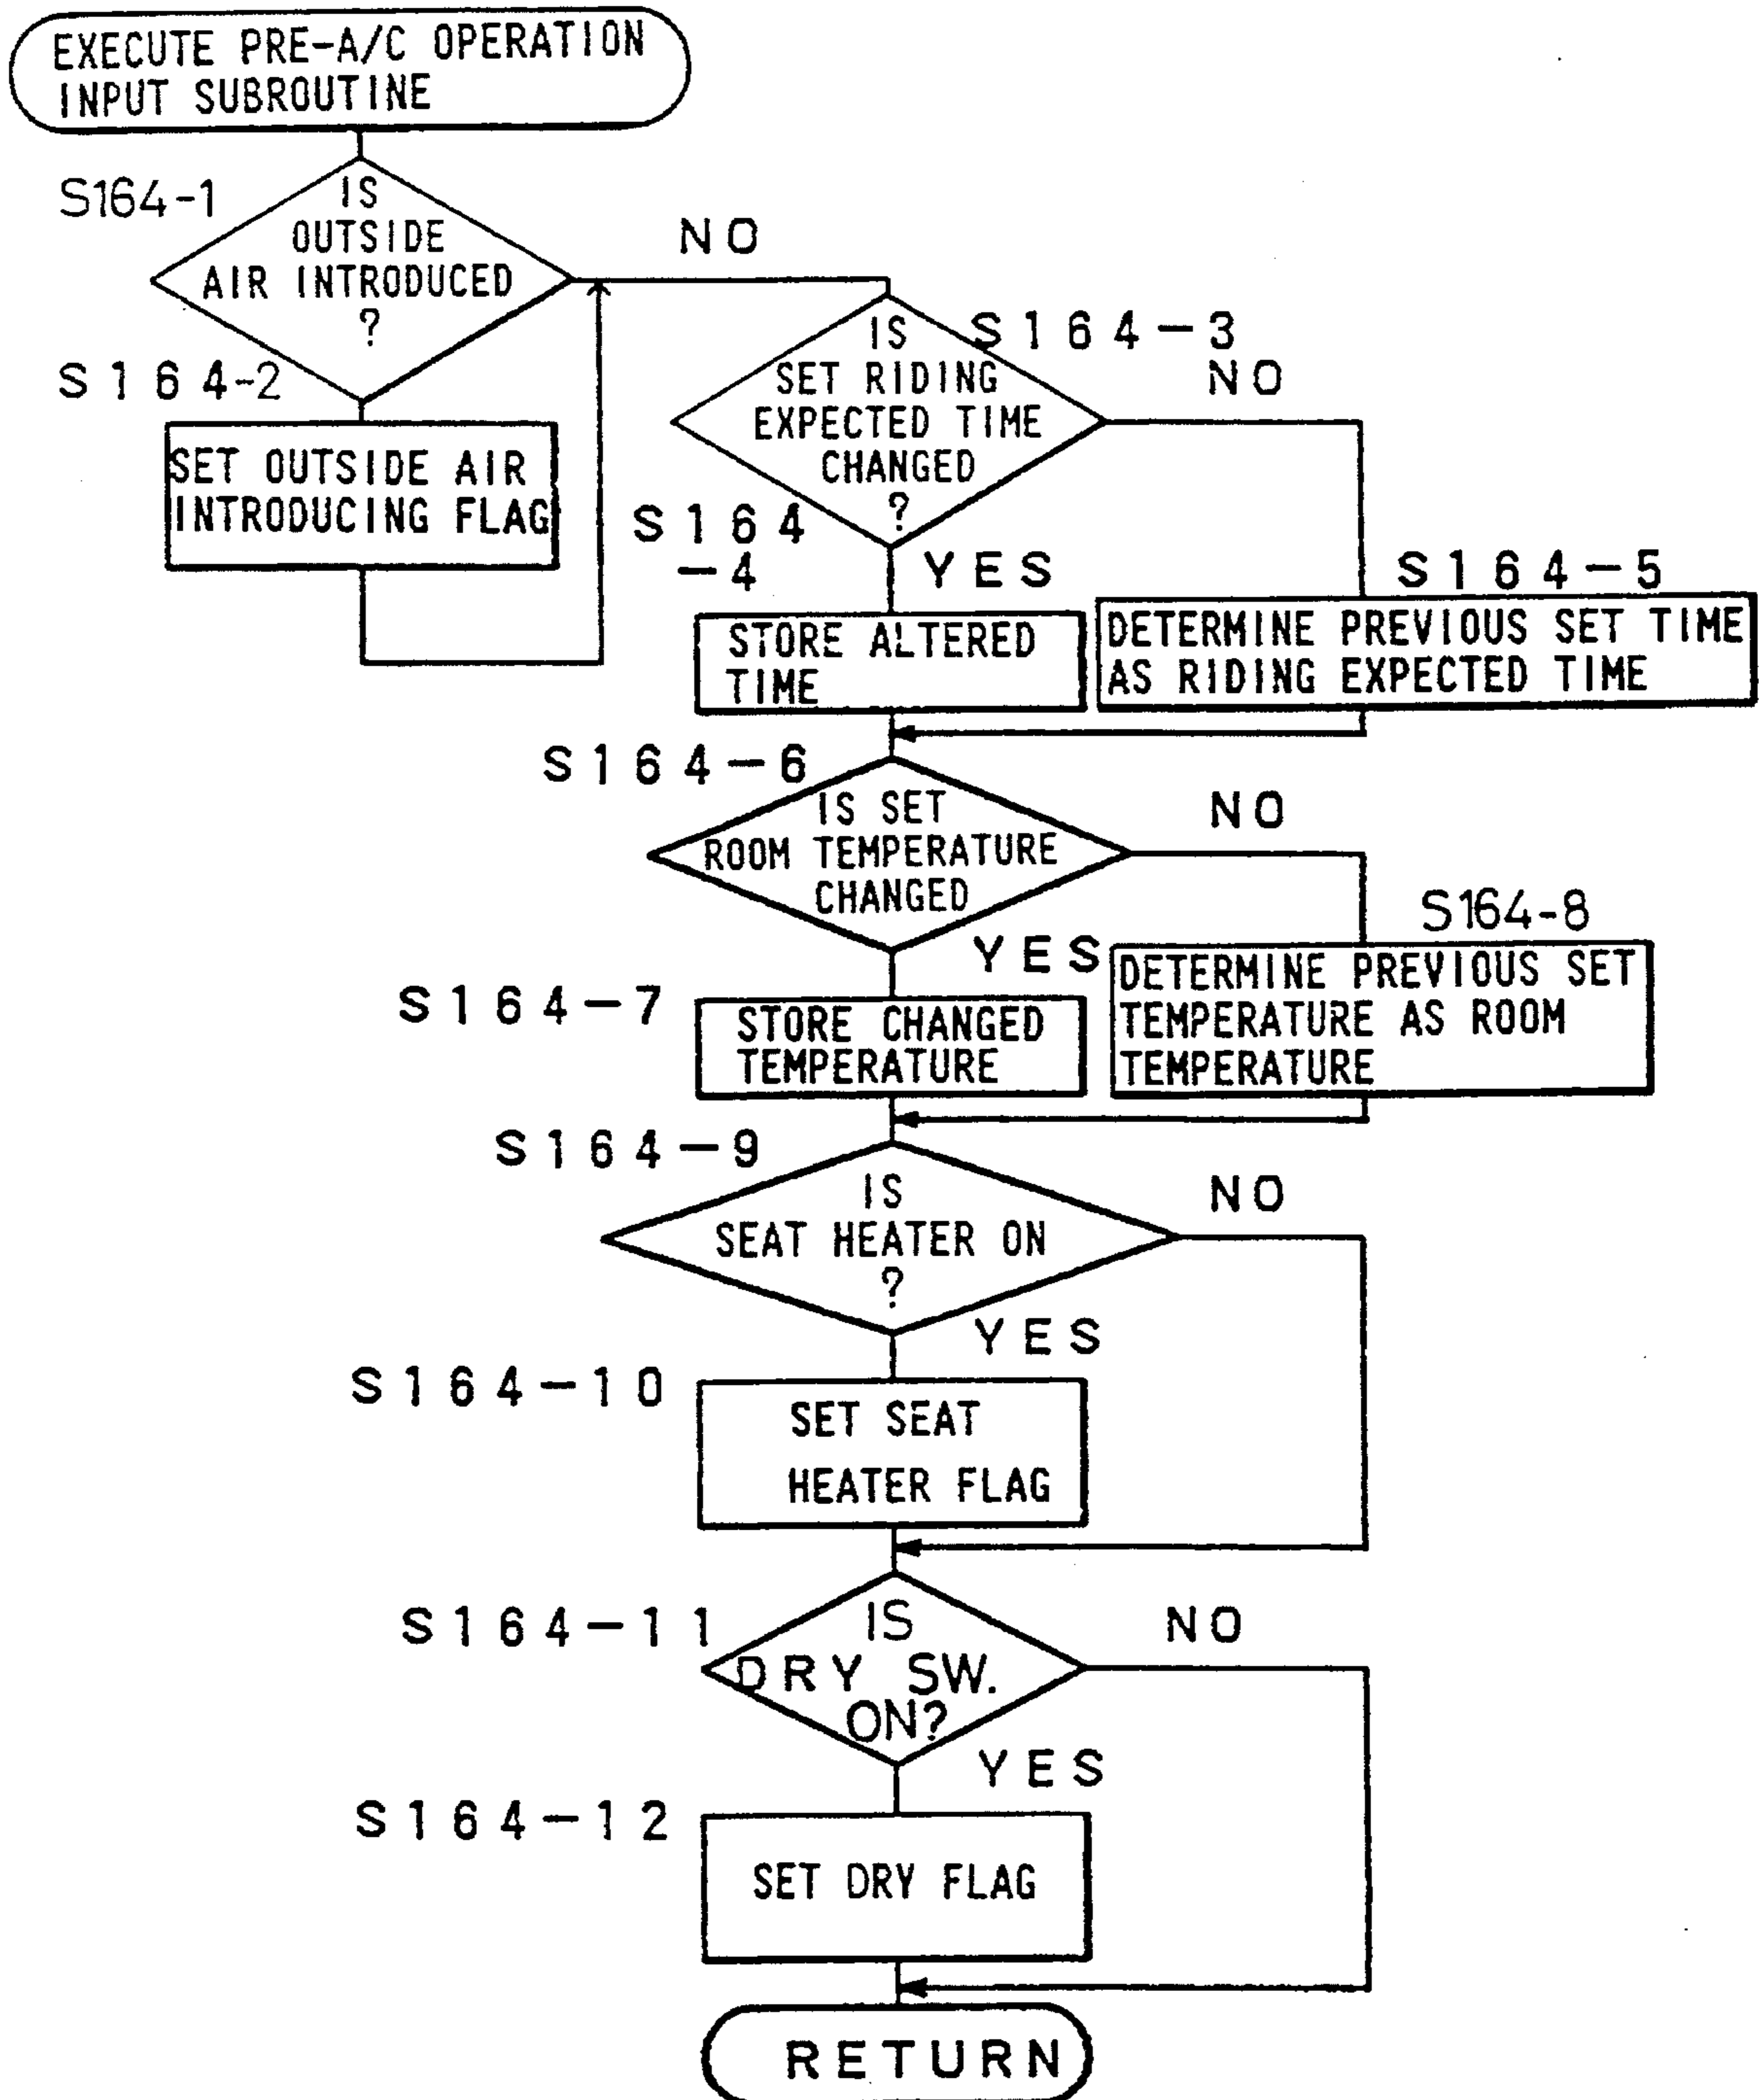 EXECUTE PRE-A/C OPERATION
INPUT SUBROUTINE
S164-1
IS
OUTSIDE
AIR INTRODUCED
?
NO
S164-2
SET OUTSIDE AIR
INTRODUCING FLAG
S164-3
IS
SET RIDING
EXPECTED TIME
CHANGED
?
NO
S164
-4
YES
STORE ALTERED
TIME
S164-5
DETERMINE PREVIOUS SET TIME
AS RIDING EXPECTED TIME
S164-6
IS SET
ROOM TEMPERATURE
CHANGED
NO
YES
S164-7
STORE CHANGED
TEMPERATURE
S164-8
DETERMINE PREVIOUS SET
TEMPERATURE AS ROOM
TEMPERATURE
S164-9
IS
SEAT HEATER ON
?
NO
YES
S164-10
SET SEAT
HEATER FLAG
S164-11
IS
DRY SW.
ON?
NO
YES
S164-12
SET DRY FLAG
RETURN